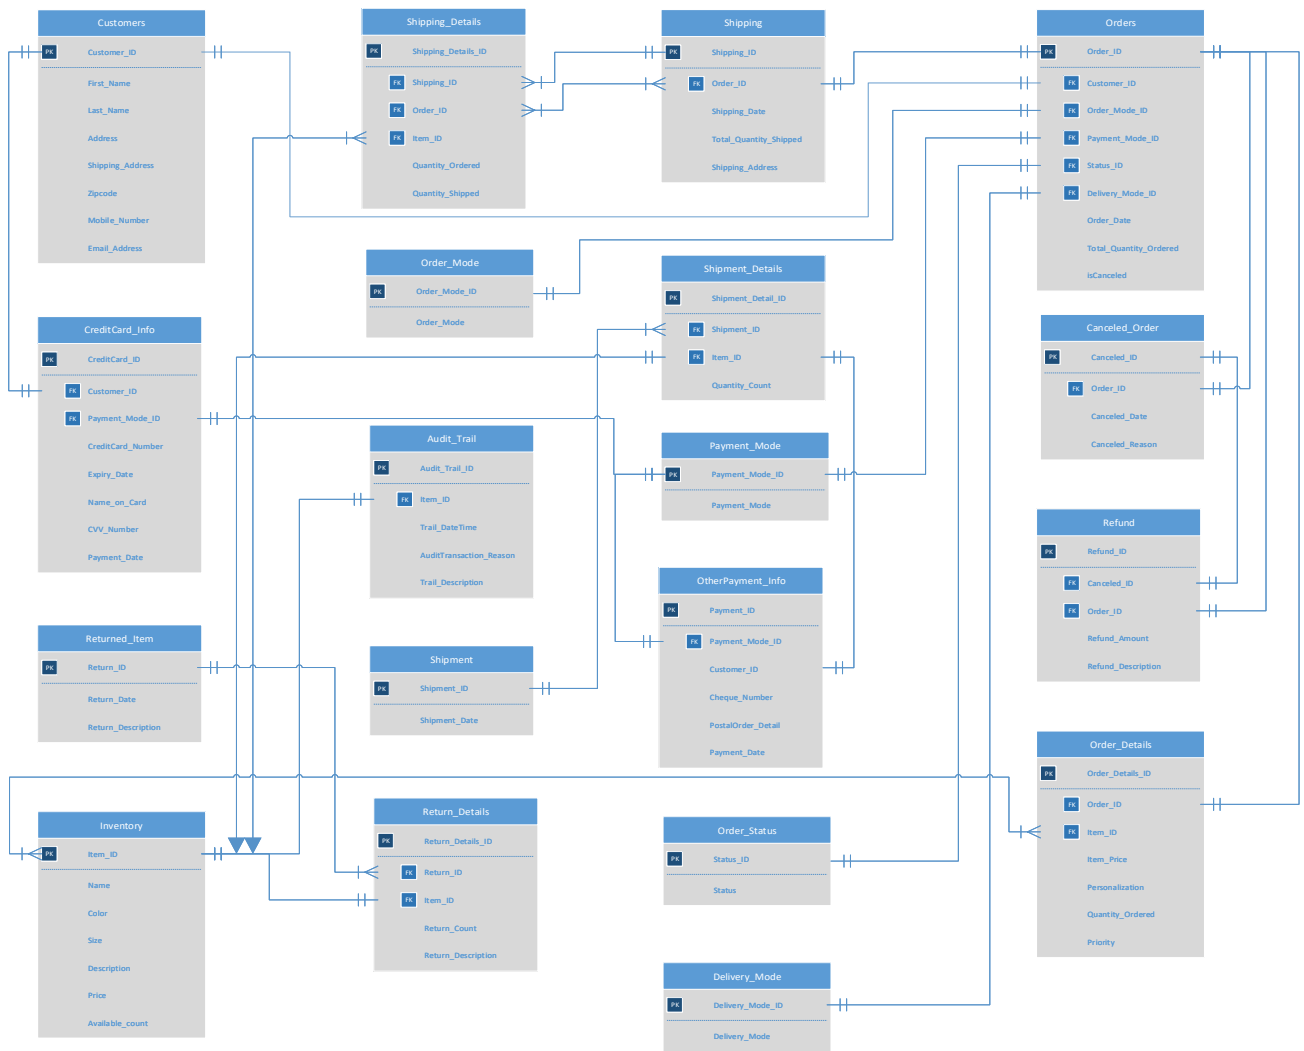 Customers
PK Customer_ID
First_Name
Last_Name
Address
Shipping_Address
Zipcode
Mobile_Number
Email_Address
Shipping_Details
PK Shipping_Details_ID
FK Shipping_ID
FK Order_ID
FK Item_ID
Quantity_Ordered
Quantity_Shipped
Shipping
PK Shipping_ID
FK Order_ID
Shipping_Date
Total_Quantity_Shipped
Shipping_Address
Orders
PK Order_ID
FK Customer_ID
FK Order_Mode_ID
FK Payment_Mode_ID
FK Status_ID
FK Delivery_Mode_ID
Order_Date
Total_Quantity_Ordered
isCanceled
Order_Mode
PK Order_Mode_ID
Order_Mode
Shipment_Details
PK Shipment_Detail_ID
FK Shipment_ID
FK Item_ID
Quantity_Count
CreditCard_Info
PK CreditCard_ID
FK Customer_ID
FK Payment_Mode_ID
CreditCard_Number
Expiry_Date
Name_on_Card
CVV_Number
Payment_Date
Canceled_Order
PK Canceled_ID
FK Order_ID
Canceled_Date
Canceled_Reason
Audit_Trail
PK Audit_Trail_ID
FK Item_ID
Trail_DateTime
AuditTransaction_Reason
Trail_Description
Payment_Mode
PK Payment_Mode_ID
Payment_Mode
Refund
PK Refund_ID
FK Canceled_ID
FK Order_ID
Refund_Amount
Refund_Description
OtherPayment_Info
PK Payment_ID
FK Payment_Mode_ID
Customer_ID
Cheque_Number
PostalOrder_Detail
Payment_Date
Returned_Item
PK Return_ID
Return_Date
Return_Description
Shipment
PK Shipment_ID
Shipment_Date
Order_Details
PK Order_Details_ID
FK Order_ID
FK Item_ID
Item_Price
Personalization
Quantity_Ordered
Priority
Inventory
PK Item_ID
Name
Color
Size
Description
Price
Available_count
Return_Details
PK Return_Details_ID
FK Return_ID
FK Item_ID
Return_Count
Return_Description
Order_Status
PK Status_ID
Status
Delivery_Mode
PK Delivery_Mode_ID
Delivery_Mode